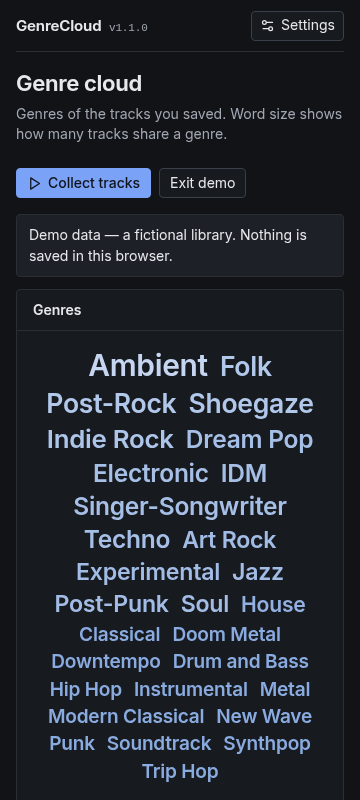 GenreCloud v1.1.0
Settings
Genre cloud
Genres of the tracks you saved. Word size shows
how many tracks share a genre.
Collect tracks
Exit demo
Demo data — a fictional library. Nothing is
saved in this browser.
Genres
Ambient Folk
Post-Rock Shoegaze
Indie Rock Dream Pop
Electronic IDM
Singer-Songwriter
Techno Art Rock
Experimental Jazz
Post-Punk Soul House
Classical Doom Metal
Downtempo Drum and Bass
Hip Hop Instrumental Metal
Modern Classical New Wave
Punk Soundtrack Synthpop
Trip Hop